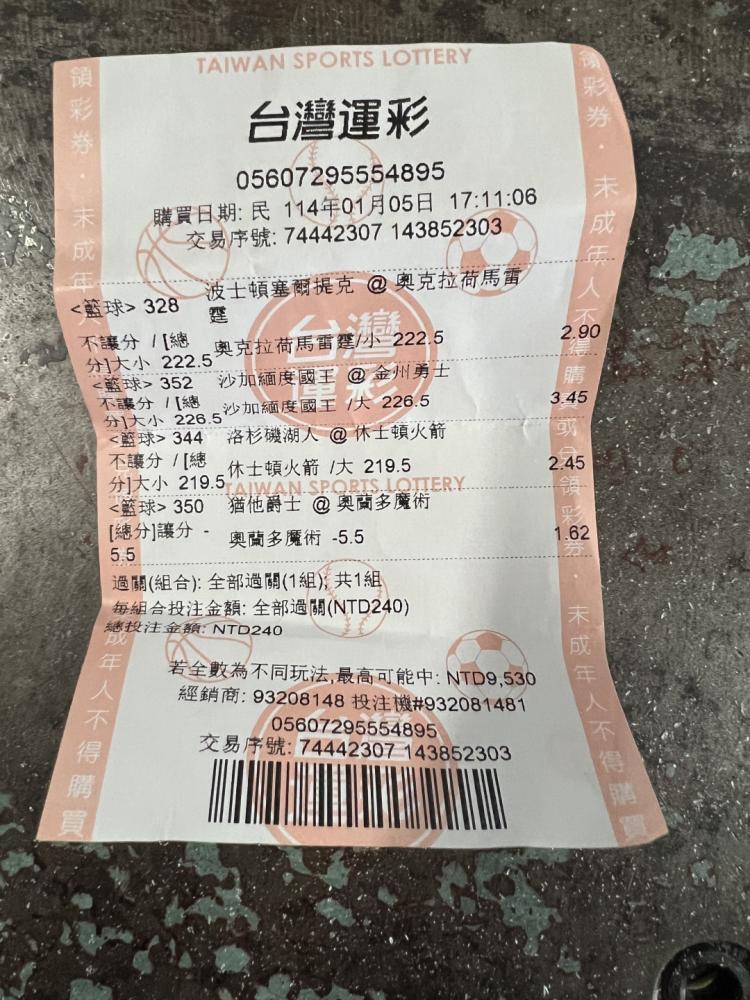 TAIWAN SPORTS LOTTERY
台灣運彩
05607295554895
購買日期: 民 114年01月05日 17:11:06
交易序號: 74442307 143852303
<籃球> 328 波士頓塞爾提克 @ 奧克拉荷馬雷霆
不讓分 / [總分]大小 222.5 奧克拉荷馬雷霆/小 222.5 2.90
<籃球> 352 沙加緬度國王 @ 金州勇士
不讓分 / [總分]大小 226.5 沙加緬度國王 /大 226.5 3.45
<籃球> 344 洛杉磯湖人 @ 休士頓火箭
不讓分 / [總分]大小 219.5 休士頓火箭 /大 219.5 2.45
TAIWAN SPORTS LOTTERY
<籃球> 350 猶他爵士 @ 奧蘭多魔術
[總分]讓分 -5.5 奧蘭多魔術 -5.5 1.62
過關(組合): 全部過關(1組); 共1組
每組合投注金額: 全部過關(NTD240)
總投注金額: NTD240
若全數為不同玩法,最高可能中: NTD9,530
經銷商: 93208148 投注機#932081481
05607295554895
交易序號: 74442307 143852303
領彩券・未成年人
成年人不得購買
領彩券・未成年人不得購買或領彩券・未成年人不得購買
台灣運彩